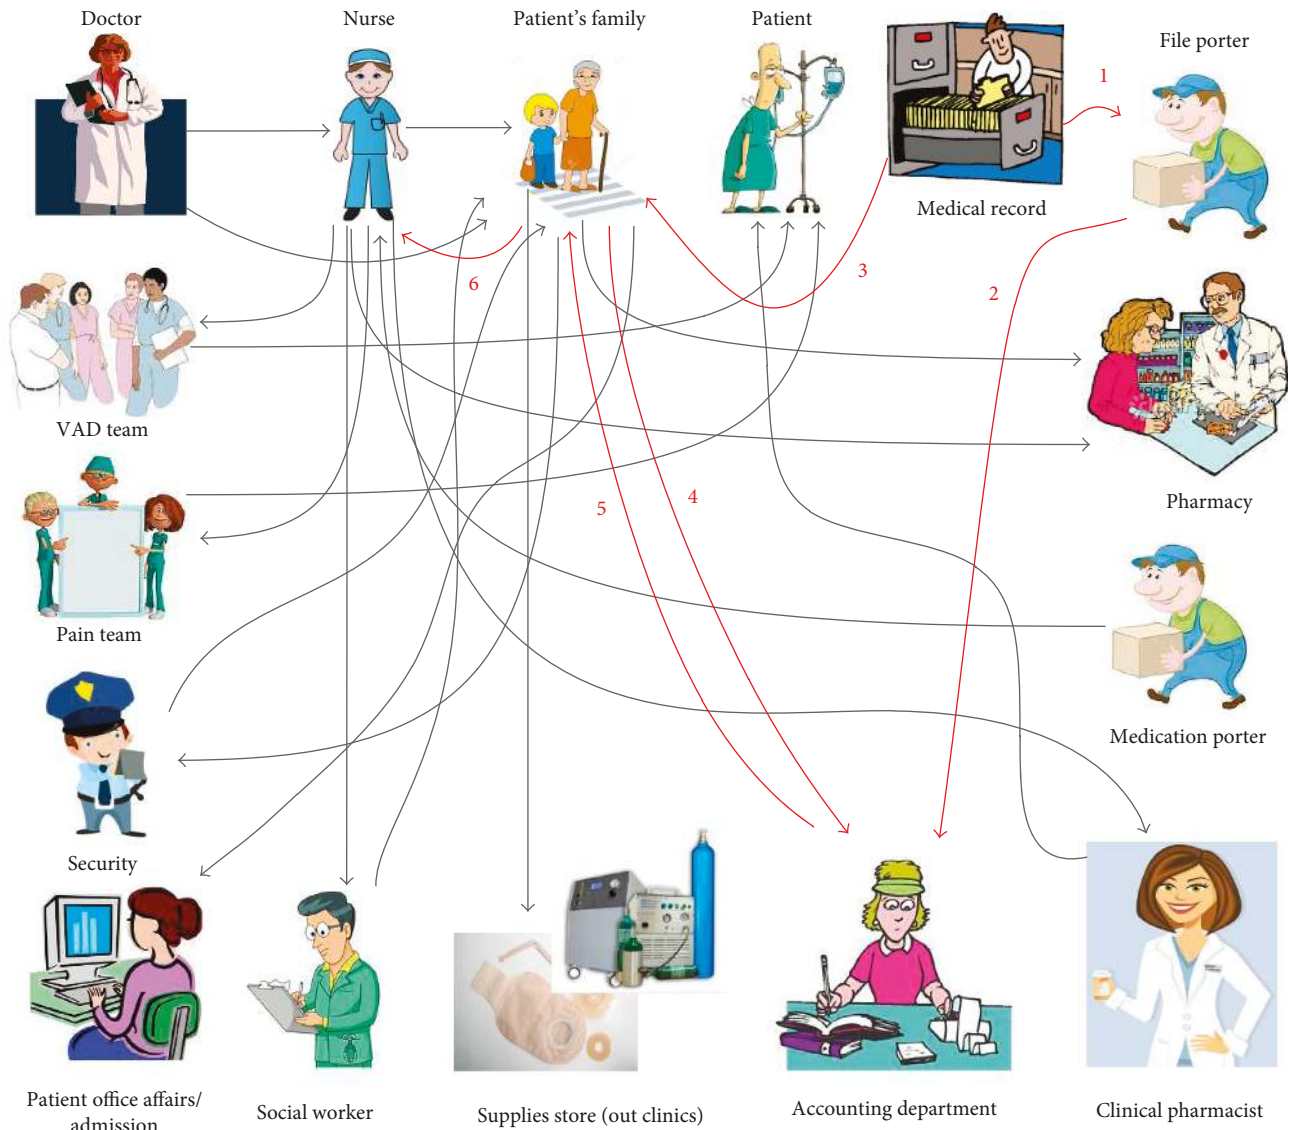 Doctor
Nurse
Patient's family
Patient
File porter
1
Medical record
6
3
2
VAD team
5
4
Pharmacy
Pain team
Medication porter
Security
Patient office affairs/
admission
Social worker
Supplies store (out clinics)
Accounting department
Clinical pharmacist